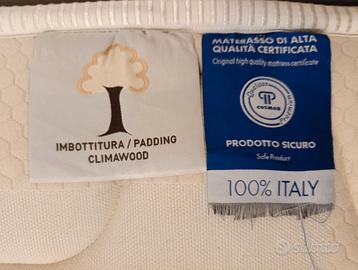 IMBOTTITURA / PADDING
CLIMAWOOD
MATERASSO DI ALTA
QUALITÀ CERTIFICATA
Original high quality mattress certificate
COSMOB
PRODOTTO SICURO
Safe Product
100% ITALY
subito